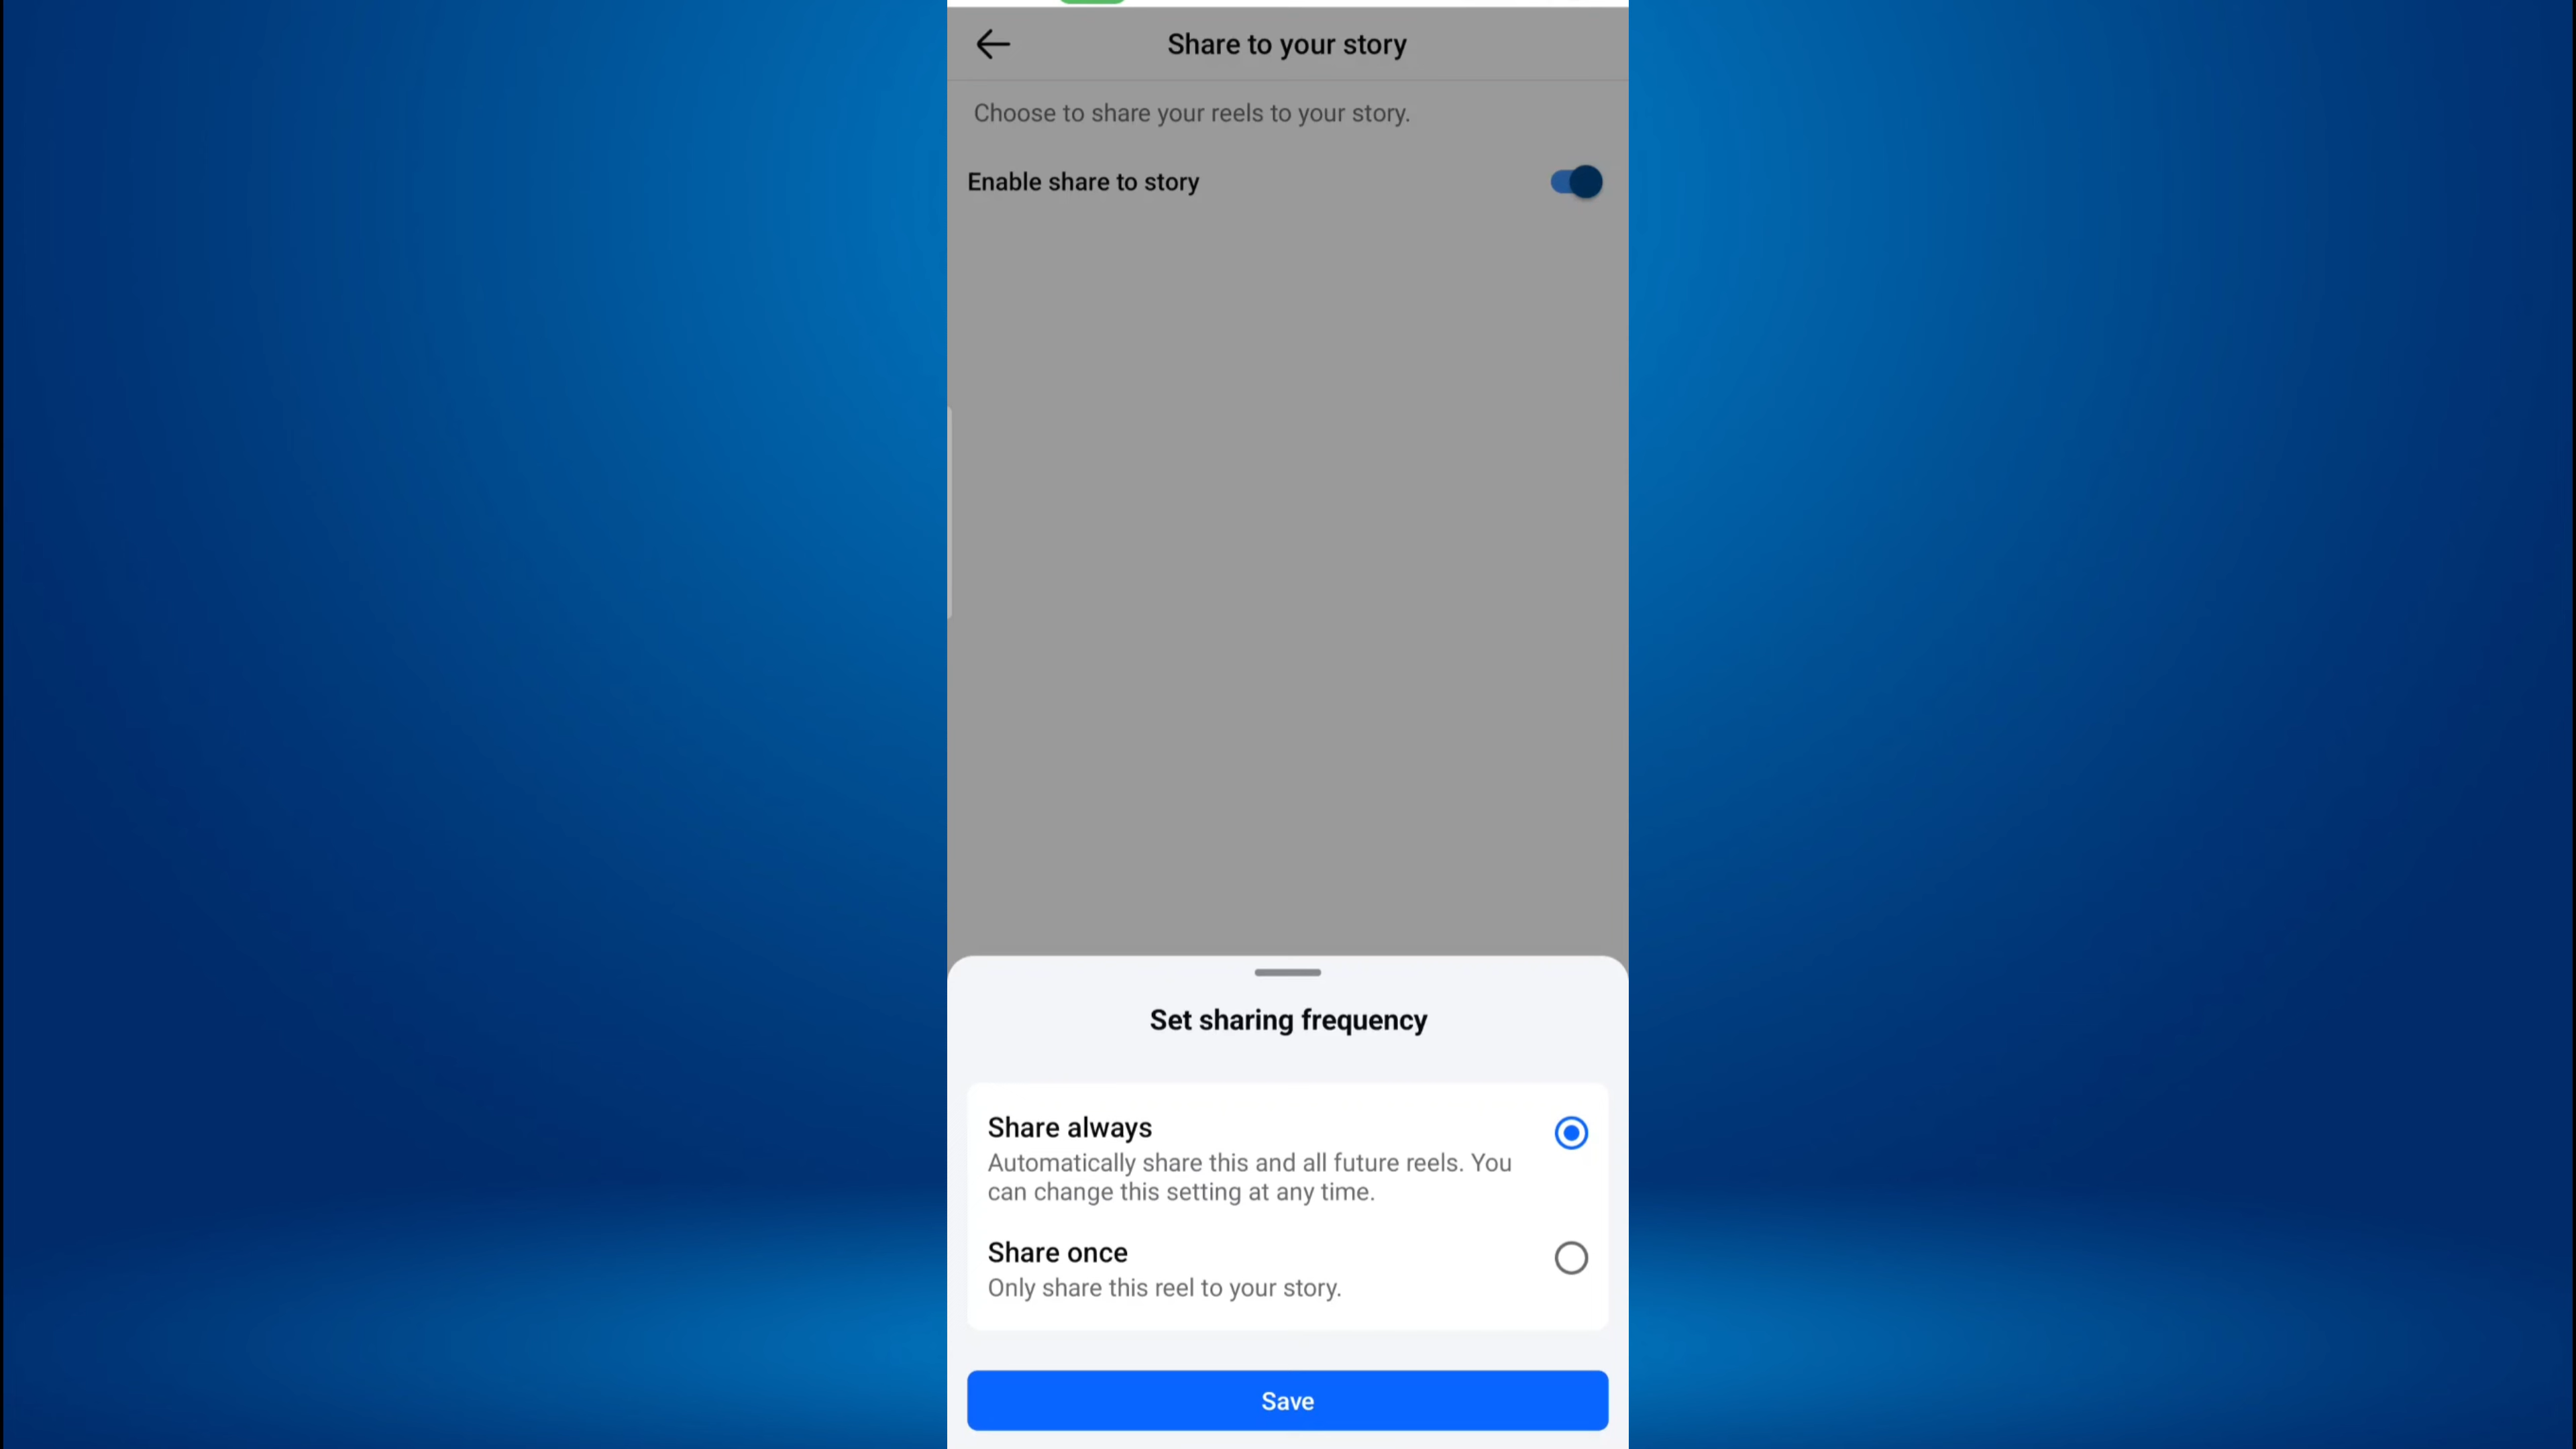 Share to your story
Choose to share your reels to your story.
Enable share to story
Set sharing frequency
Share always
Automatically share this and all future reels. You
can change this setting at any time.
Share once
Only share this reel to your story.
Save